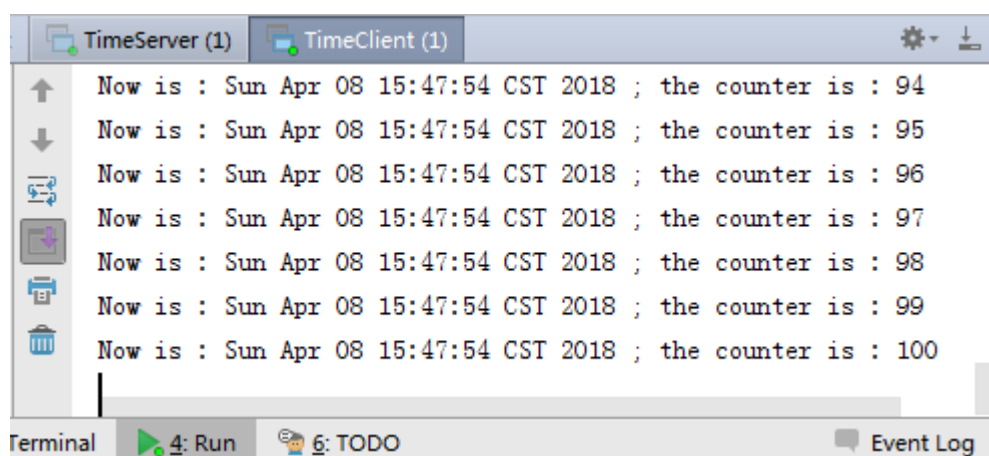 TimeServer (1) TimeClient (1)
Now is : Sun Apr 08 15:47:54 CST 2018 ; the counter is : 94
Now is : Sun Apr 08 15:47:54 CST 2018 ; the counter is : 95
Now is : Sun Apr 08 15:47:54 CST 2018 ; the counter is : 96
Now is : Sun Apr 08 15:47:54 CST 2018 ; the counter is : 97
Now is : Sun Apr 08 15:47:54 CST 2018 ; the counter is : 98
Now is : Sun Apr 08 15:47:54 CST 2018 ; the counter is : 99
Now is : Sun Apr 08 15:47:54 CST 2018 ; the counter is : 100
Terminal 4: Run 6: TODO Event Log